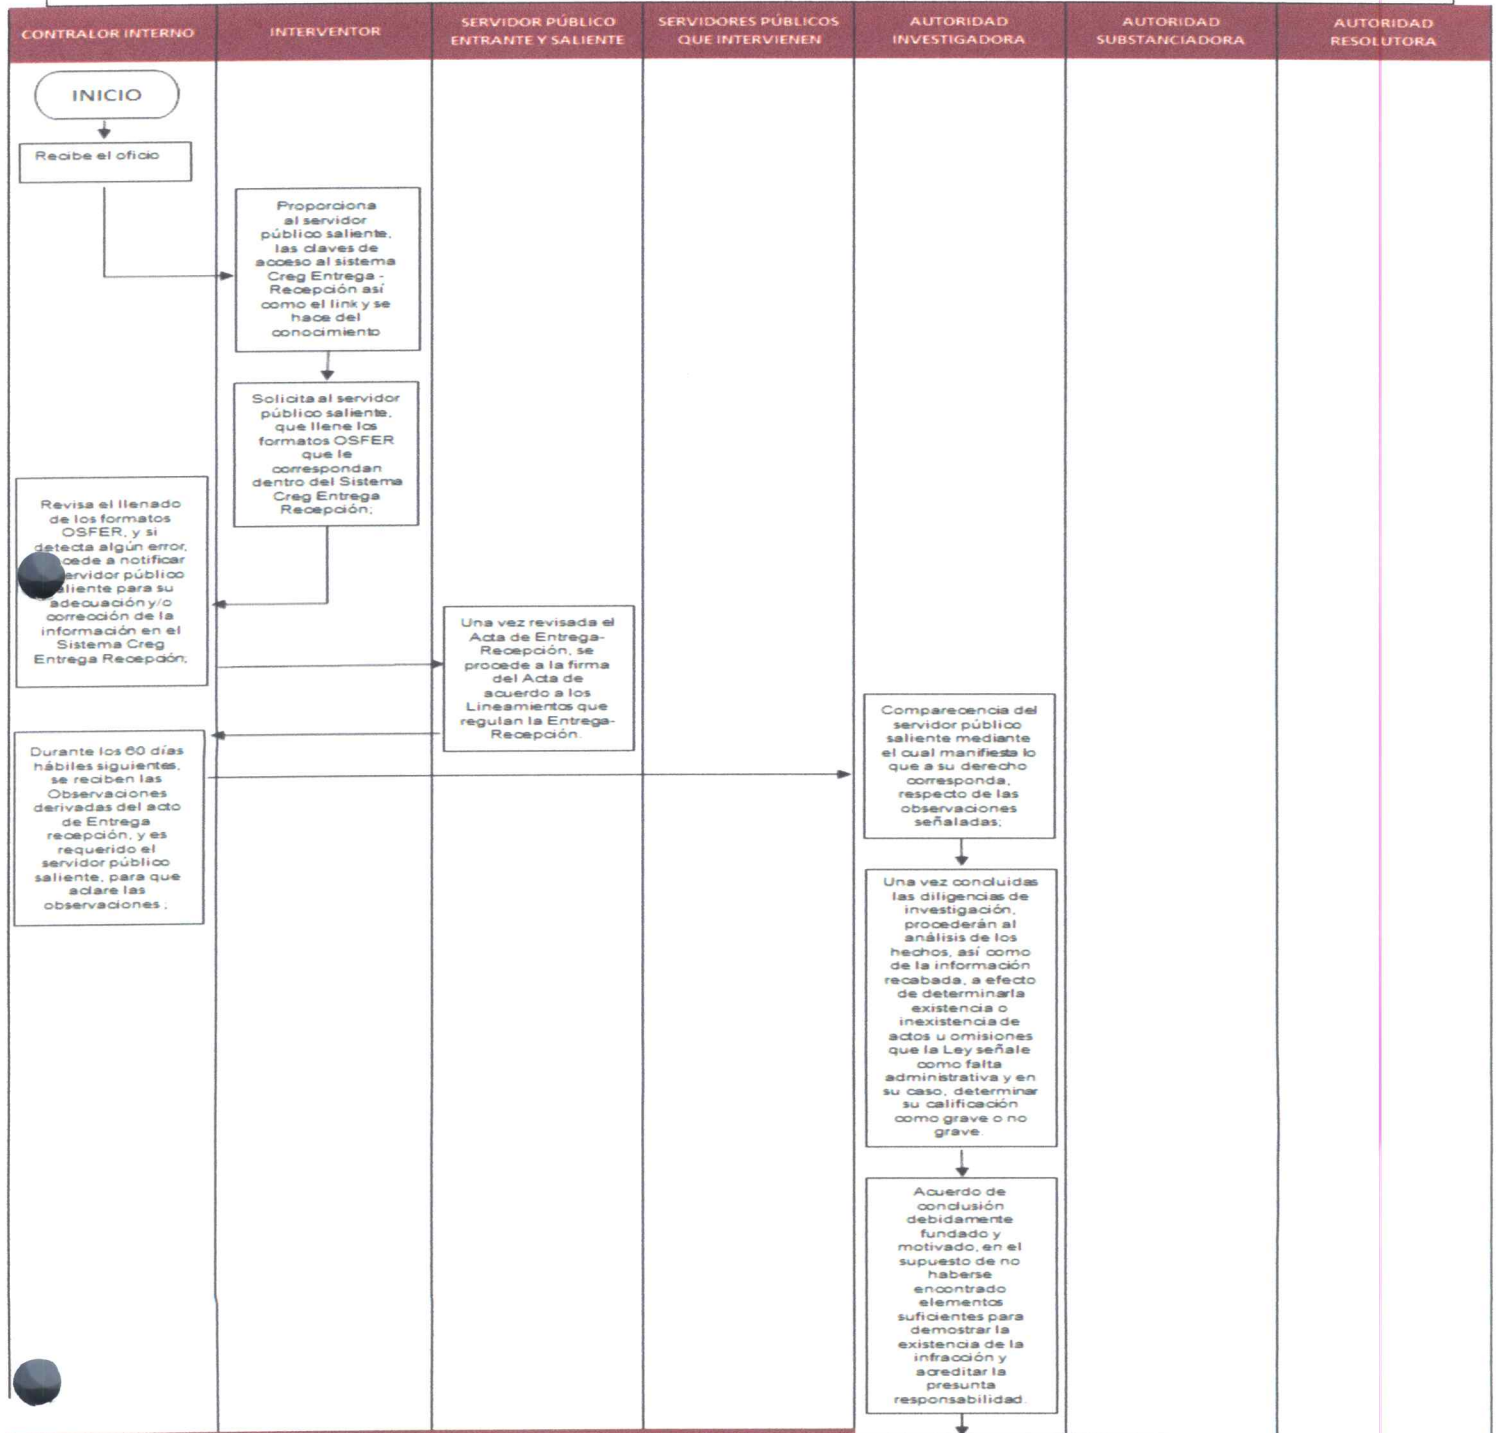 CONTRALOR INTERNO
INTERVENTOR
SERVIDOR PÚBLICO
ENTRANTE Y SALIENTE
SERVIDORES PÚBLICOS
QUE INTERVIENEN
AUTORIDAD
INVESTIGADORA
AUTORIDAD
SUBSTANCIADORA
AUTORIDAD
RESOLUTORA
INICIO
Recibe el oficio
Proporciona
al servidor
público saliente,
las claves de
acceso al sistema
Creg Entrega -
Recepción así
como el link y se
hace del
conocimiento
Solicita al servidor
público saliente,
que llene los
formatos OSFER
que le
correspondan
dentro del Sistema
Creg Entrega
Recepción;
Revisa el llenado
de los formatos
OSFER, y si
detecta algún error,
a notificar
público
para su
adecuación y/o
corrección de la
información en el
Sistema Creg
Entrega Recepción;
Una vez revisada el
Acta de Entrega-
Recepción, se
procede a la firma
del Acta de
acuerdo a los
Lineamientos que
regulan la Entrega-
Recepción.
Durante los 60 días
hábiles siguientes,
se reciben las
Observaciones
derivadas del acto
de Entrega
recepción, y es
requerido el
servidor público
saliente, para que
aclare las
observaciones ;
Comparecencia del
servidor público
saliente mediante
el cual manifiesta lo
que a su derecho
corresponda,
respecto de las
observaciones
señaladas;
Una vez concluidas
las diligencias de
investigación,
procederán al
análisis de los
hechos, así como
de la información
recabada, a efecto
de determinarla
existencia o
inexistencia de
actos u omisiones
que la Ley señale
como falta
administrativa y en
su caso, determinar
su calificación
como grave o no
grave.
Acuerdo de
conclusión
debidamente
fundado y
motivado, en el
supuesto de no
haberse
encontrado
elementos
suficientes para
demostrar la
existencia de la
infracción y
acreditar la
presunta
responsabilidad.